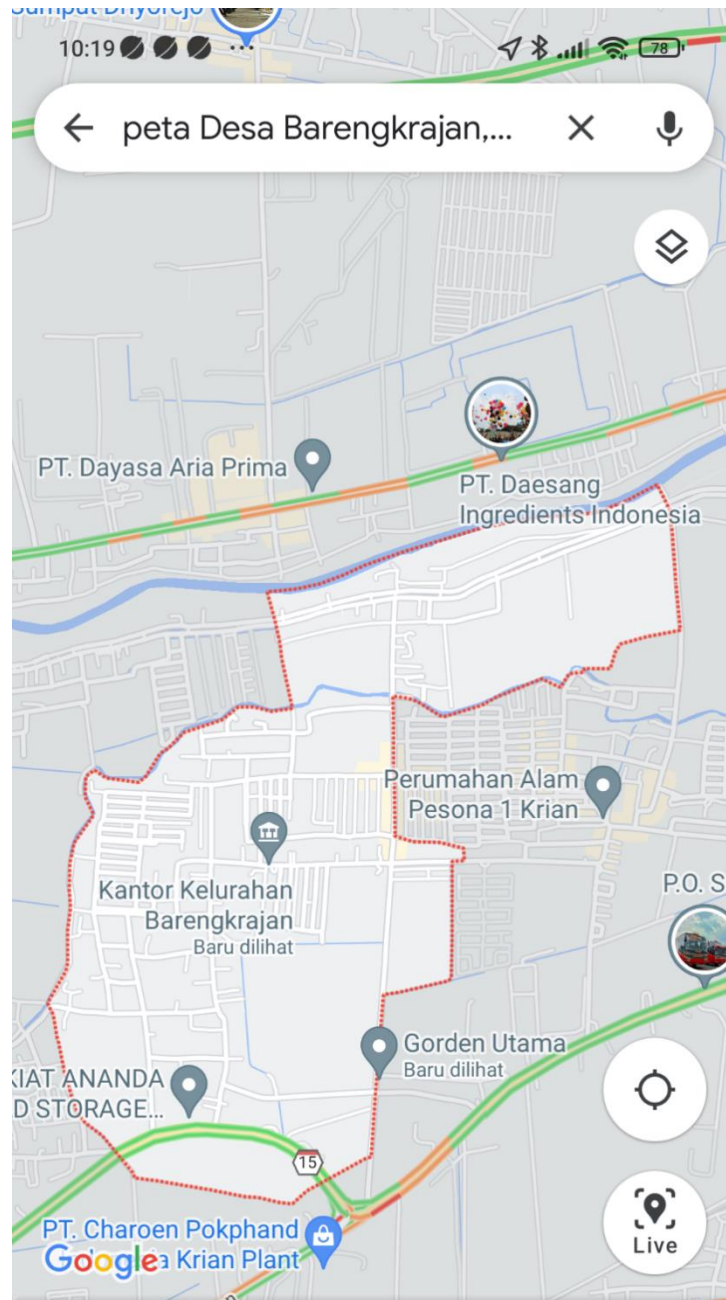 Sumput Driyorejo
10:19
78
peta Desa Barengkrajan,...
PT. Dayasa Aria Prima
PT. Daesang
Ingredients Indonesia
Perumahan Alam
Pesona 1 Krian
Kantor Kelurahan
Barengkrajan
Baru dilihat
P.O. S
Gorden Utama
Baru dilihat
KIAT ANANDA
D STORAGE...
15
Live
PT. Charoen Pokphand
Google a Krian Plant